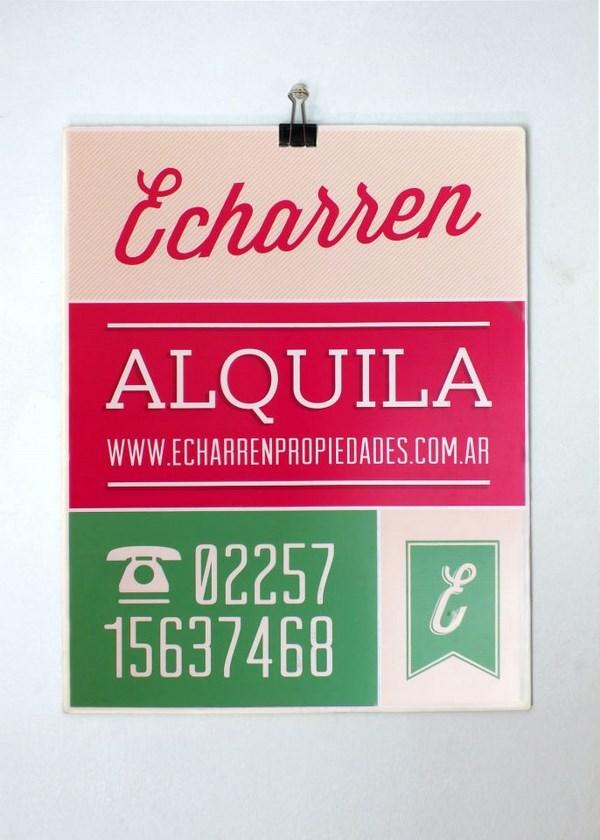 Echarren
ALQUILA
WWW.ECHARRENPROPIEDADES.COM.AR
02257
15637468
E